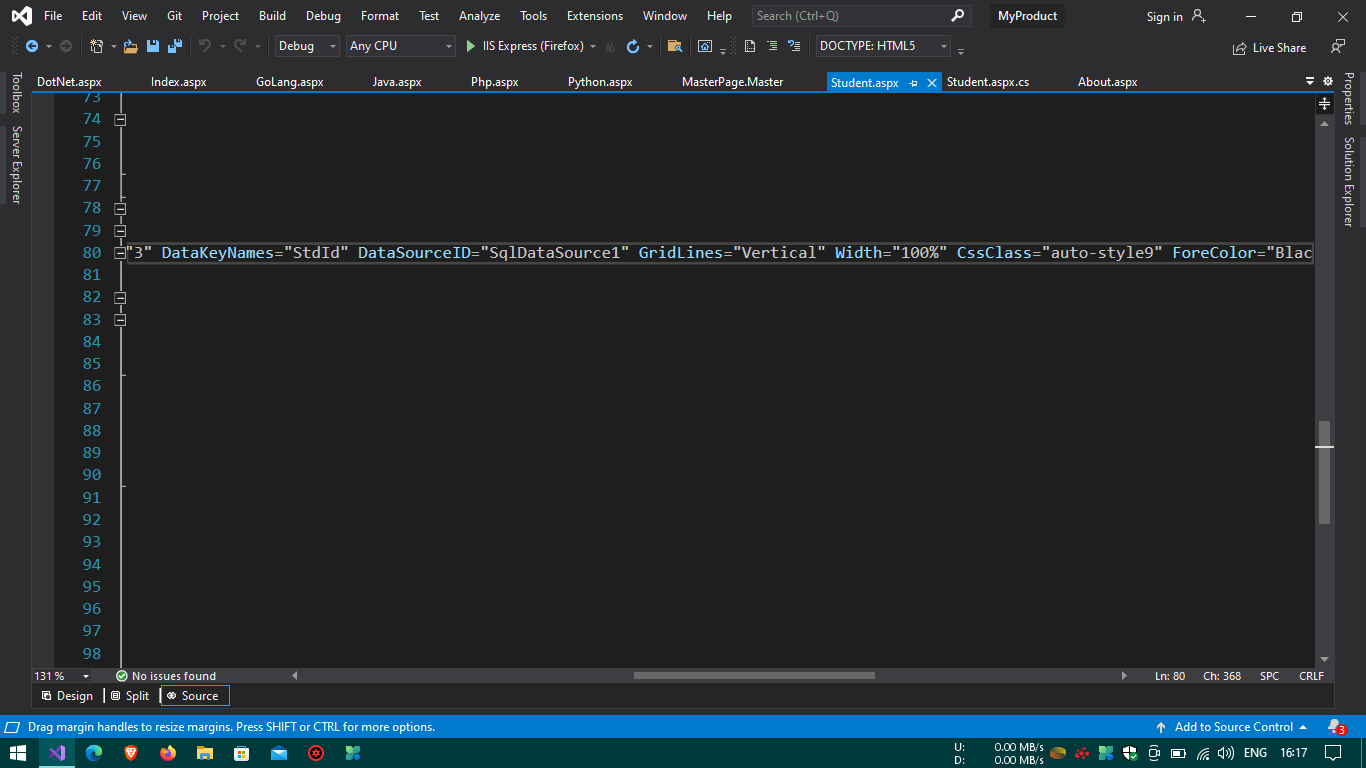 File Edit View Git Project Build Debug Format Test Analyze Tools Extensions Window Help Search (Ctrl+Q) MyProduct Sign in
Debug Any CPU IIS Express (Firefox) DOCTYPE: HTML5 Live Share
DotNet.aspx Index.aspx GoLang.aspx Java.aspx Php.aspx Python.aspx MasterPage.Master Student.aspx Student.aspx.cs About.aspx
Toolbox
Server Explorer
Properties
Solution Explorer
73
74
75
76
77
78
79
80 "3" DataKeyNames="StdId" DataSourceID="SqlDataSource1" GridLines="Vertical" Width="100%" CssClass="auto-style9" ForeColor="Blac
81
82
83
84
85
86
87
88
89
90
91
92
93
94
95
96
97
98
131 % No issues found Ln: 80 Ch: 368 SPC CRLF
Design Split Source
Drag margin handles to resize margins. Press SHIFT or CTRL for more options. Add to Source Control 3
U: 0.00 MB/s
D: 0.00 MB/s
ENG 16:17